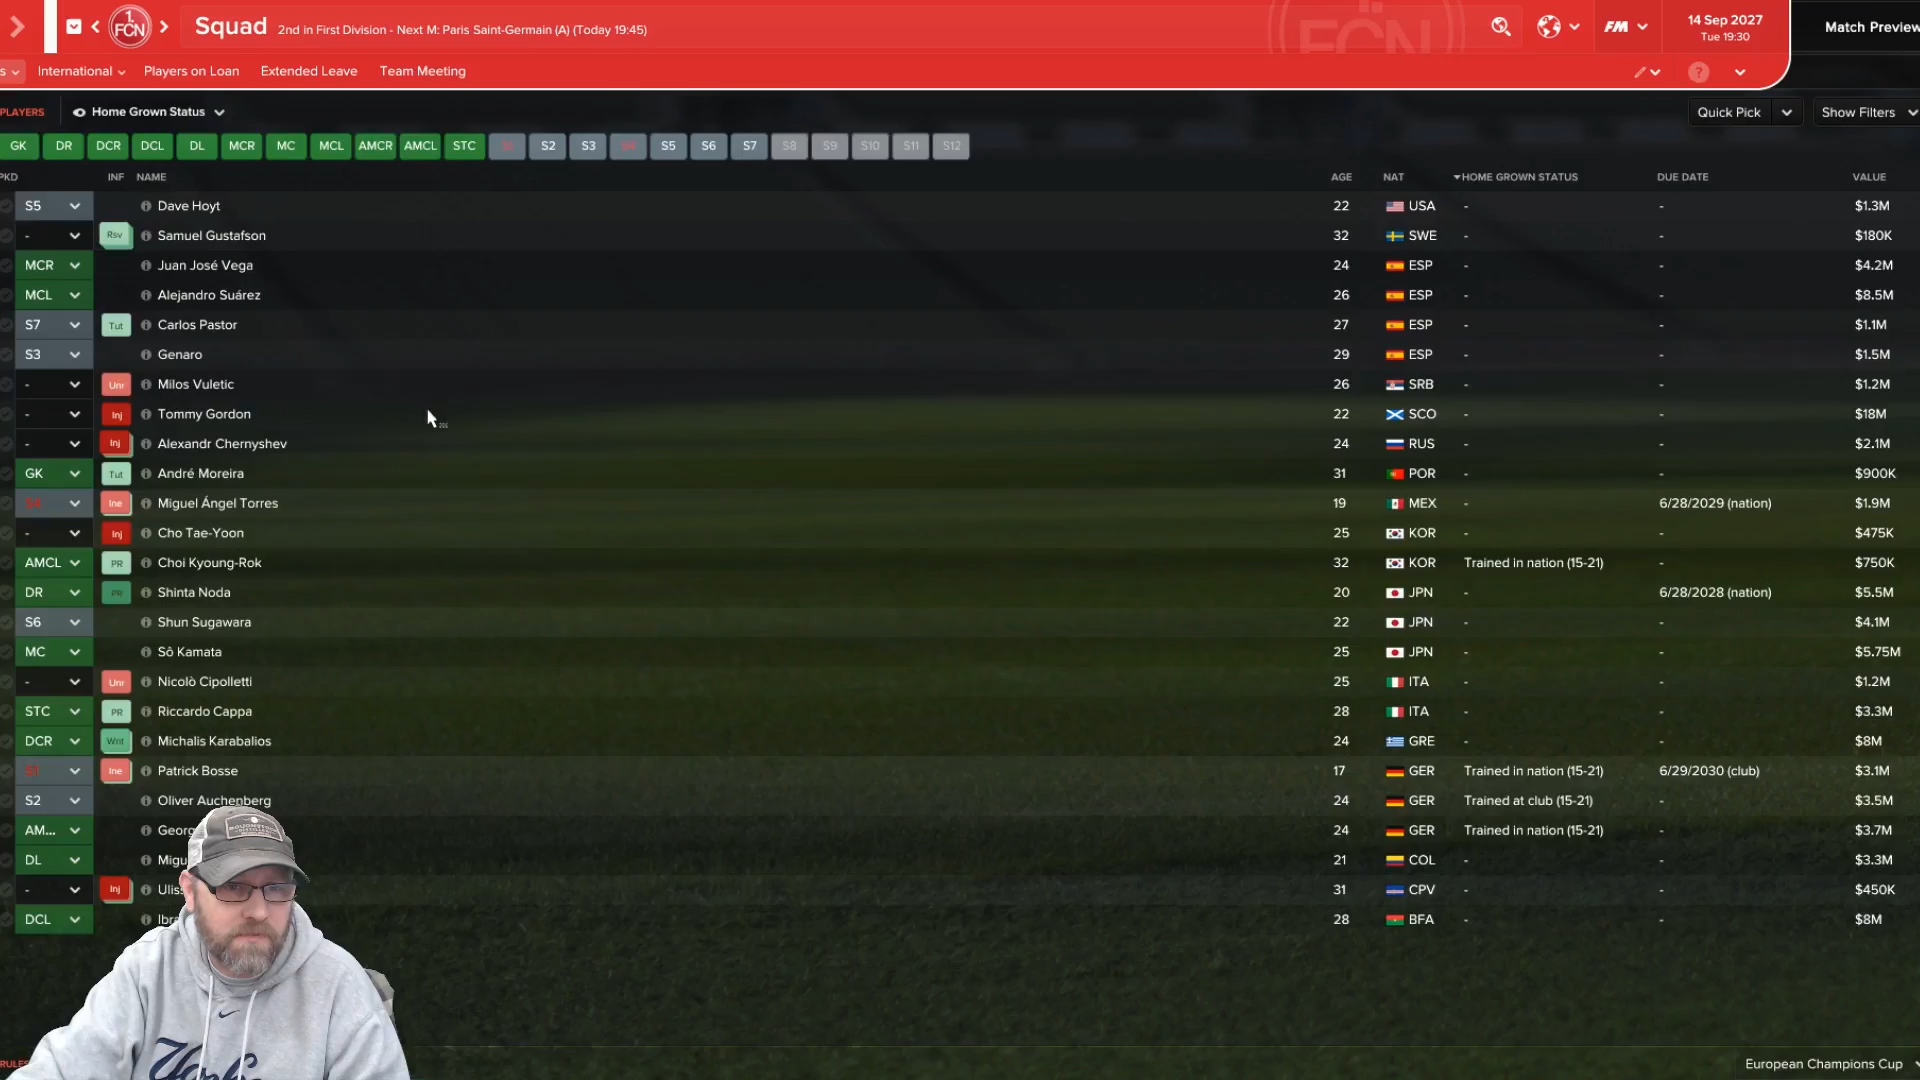 1. FCN
Squad 2nd in First Division - Next M: Paris Saint-Germain (A) (Today 19:45)
FM
14 Sep 2027
Tue 19:30
Match Preview
s International Players on Loan Extended Leave Team Meeting ?
PLAYERS Home Grown Status Quick Pick Show Filters
GK DR DCR DCL DL MCR MC MCL AMCR AMCL STC S1 S2 S3 S4 S5 S6 S7 S8 S9 S10 S11 S12
PKD INF NAME AGE NAT HOME GROWN STATUS DUE DATE VALUE
S5 Dave Hoyt 22 USA - - $1.3M
- Rsv Samuel Gustafson 32 SWE - - $180K
MCR Juan José Vega 24 ESP - - $4.2M
MCL Alejandro Suárez 26 ESP - - $8.5M
S7 Tut Carlos Pastor 27 ESP - - $1.1M
S3 Genaro 29 ESP - - $1.5M
- Unr Milos Vuletic 26 SRB - - $1.2M
- Inj Tommy Gordon 22 SCO - - $18M
- Inj Alexandr Chernyshev 24 RUS - - $2.1M
GK Tut André Moreira 31 POR - - $900K
S4 Ine Miguel Ángel Torres 19 MEX - 6/28/2029 (nation) $1.9M
- Inj Cho Tae-Yoon 25 KOR - - $475K
AMCL PR Choi Kyoung-Rok 32 KOR Trained in nation (15-21) - $750K
DR PR Shinta Noda 20 JPN - 6/28/2028 (nation) $5.5M
S6 Shun Sugawara 22 JPN - - $4.1M
MC Sô Kamata 25 JPN - - $5.75M
- Unr Nicolò Cipolletti 25 ITA - - $1.2M
STC PR Riccardo Cappa 28 ITA - - $3.3M
DCR Wnt Michalis Karabalios 24 GRE - - $8M
S1 Ine Patrick Bosse 17 GER Trained in nation (15-21) 6/29/2030 (club) $3.1M
S2 Oliver Auchenberg 24 GER Trained at club (15-21) - $3.5M
AM... Georg 24 GER Trained in nation (15-21) - $3.7M
DL Migu 21 COL - - $3.3M
- Inj Uliss 31 CPV - - $450K
DCL Ibra 28 BFA - - $8M
RULES European Champions Cup